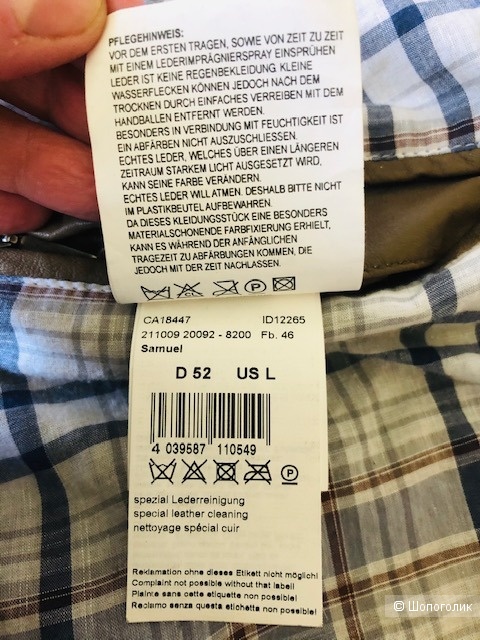 PFLEGEHINWEIS:
VOR DEM ERSTEN TRAGEN, SOWIE VON ZEIT ZU ZEIT
MIT EINEM LEDERIMPRÄGNIERSPRAY EINSPRÜHEN
LEDER IST KEINE REGENBEKLEIDUNG. KLEINE
WASSERFLECKEN KÖNNEN JEDOCH NACH DEM
TROCKNEN DURCH EINFACHES VERREIBEN MIT DEM
HANDBALLEN ENTFERNT WERDEN.
BESONDERS IN VERBINDUNG MIT FEUCHTIGKEIT IST
EIN ABFÄRBEN NICHT AUSZUSCHLIESSEN.
ECHTES LEDER, WELCHES ÜBER EINEN LÄNGEREN
ZEITRAUM STARKEM LICHT AUSGESETZT WIRD,
KANN SEINE FARBE VERÄNDERN.
ECHTES LEDER WILL ATMEN. DESHALB BITTE NICHT
IM PLASTIKBEUTEL AUFBEWAHREN.
DA DIESES KLEIDUNGSSTÜCK EINE BESONDERS
MATERIALSCHONENDE FARBFIXIERUNG ERHIELT,
KANN ES WÄHREND DER ANFÄNGLICHEN
TRAGEZEIT ZU ABFÄRBUNGEN KOMMEN, DIE
JEDOCH MIT DER ZEIT NACHLASSEN.
P
CA18447 ID12265
211009 20092 - 8200 Fb. 46
Samuel
D 52 US L
4 039587 110549
P
spezial Lederreinigung
special leather cleaning
nettoyage spécial cuir
Reklamation ohne dieses Etikett nicht möglich!
Complaint not possible without that label!
Plainte sans cette étiquette non possible!
Reclamo senza questa etichetta non possibile!
© Шопоголик